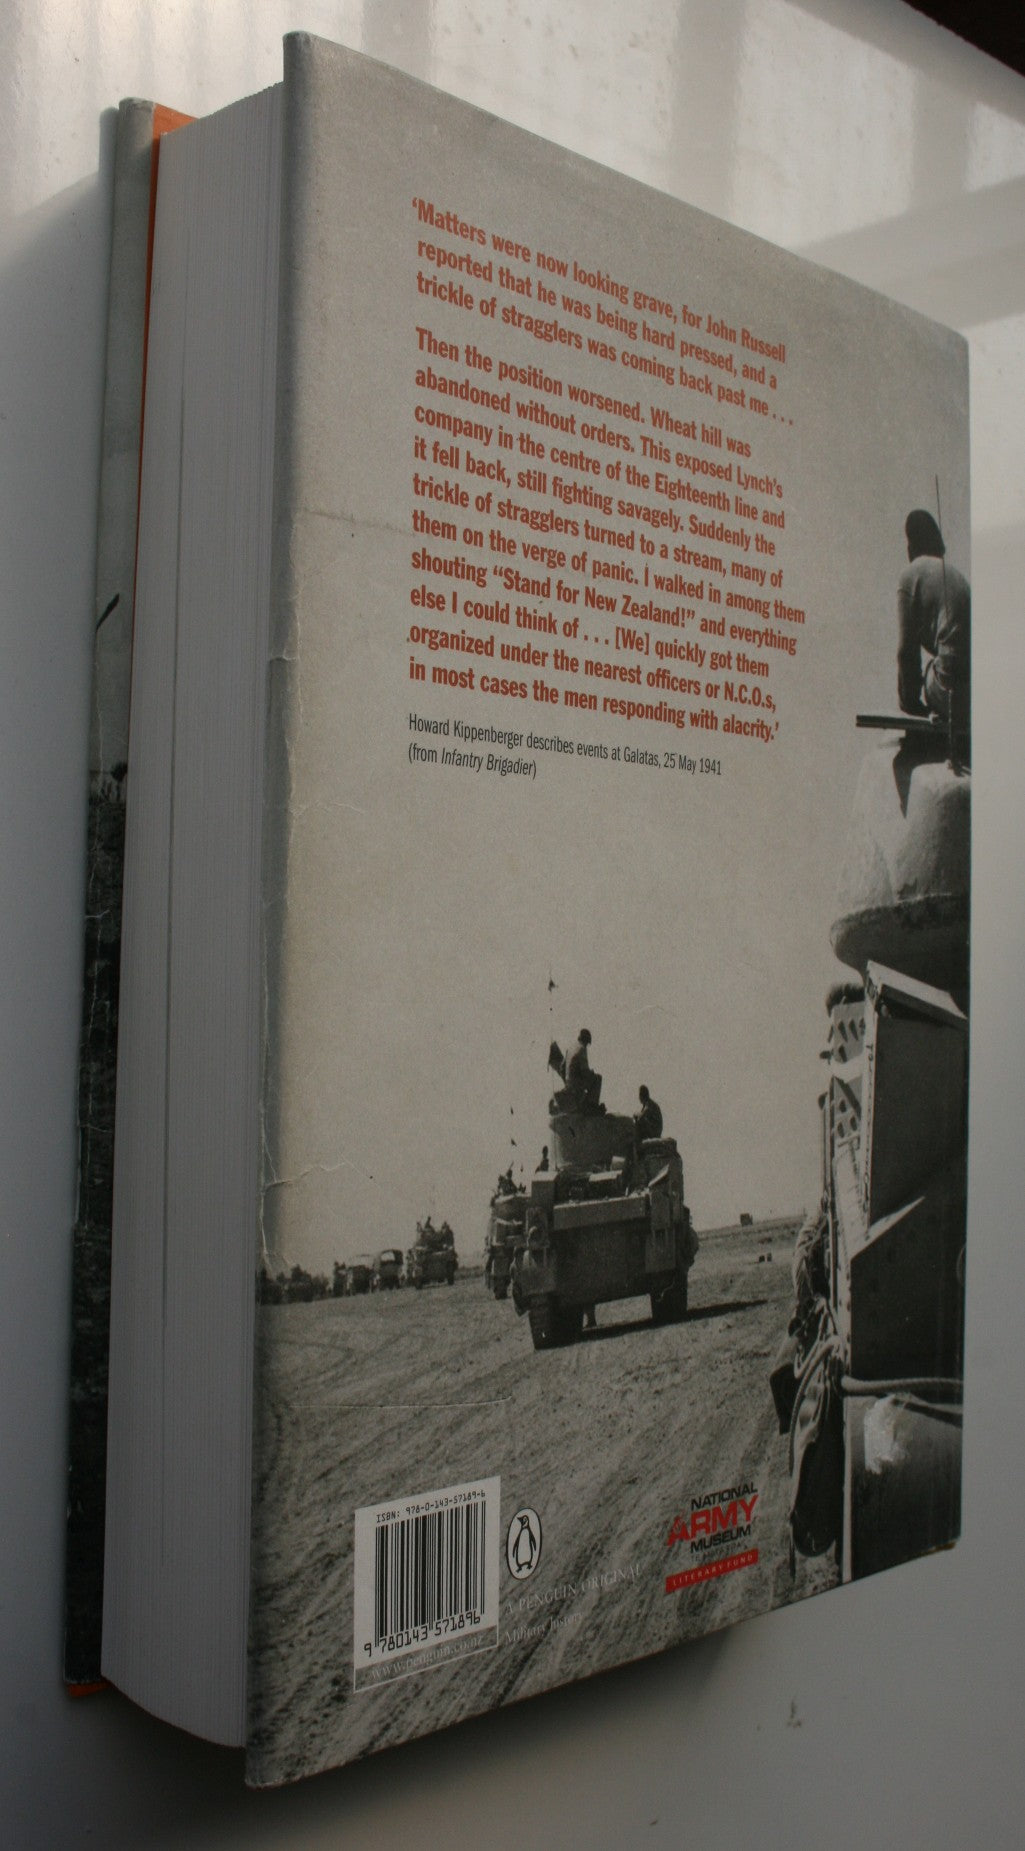 ‘Matters were now looking grave, for John Russell
reported that he was being hard pressed, and a
trickle of stragglers was coming back past me . . .
Then the position worsened. Wheat hill was
abandoned without orders. This exposed Lynch's
company in the centre of the Eighteenth line and
it fell back, still fighting savagely. Suddenly the
trickle of stragglers turned to a stream, many of
them on the verge of panic. I walked in among them
shouting “Stand for New Zealand!” and everything
else I could think of . . . [We] quickly got them
organized under the nearest officers or N.C.O.s,
in most cases the men responding with alacrity.’
Howard Kippenberger describes events at Galatas, 25 May 1941
(from Infantry Brigadier)
ISBN: 978-0-143-57189-6
9 780143 571896
www.penguin.co.nz
A PENGUIN ORIGINAL
Military history
NATIONAL
ARMY
MUSEUM
LITERARY FUND